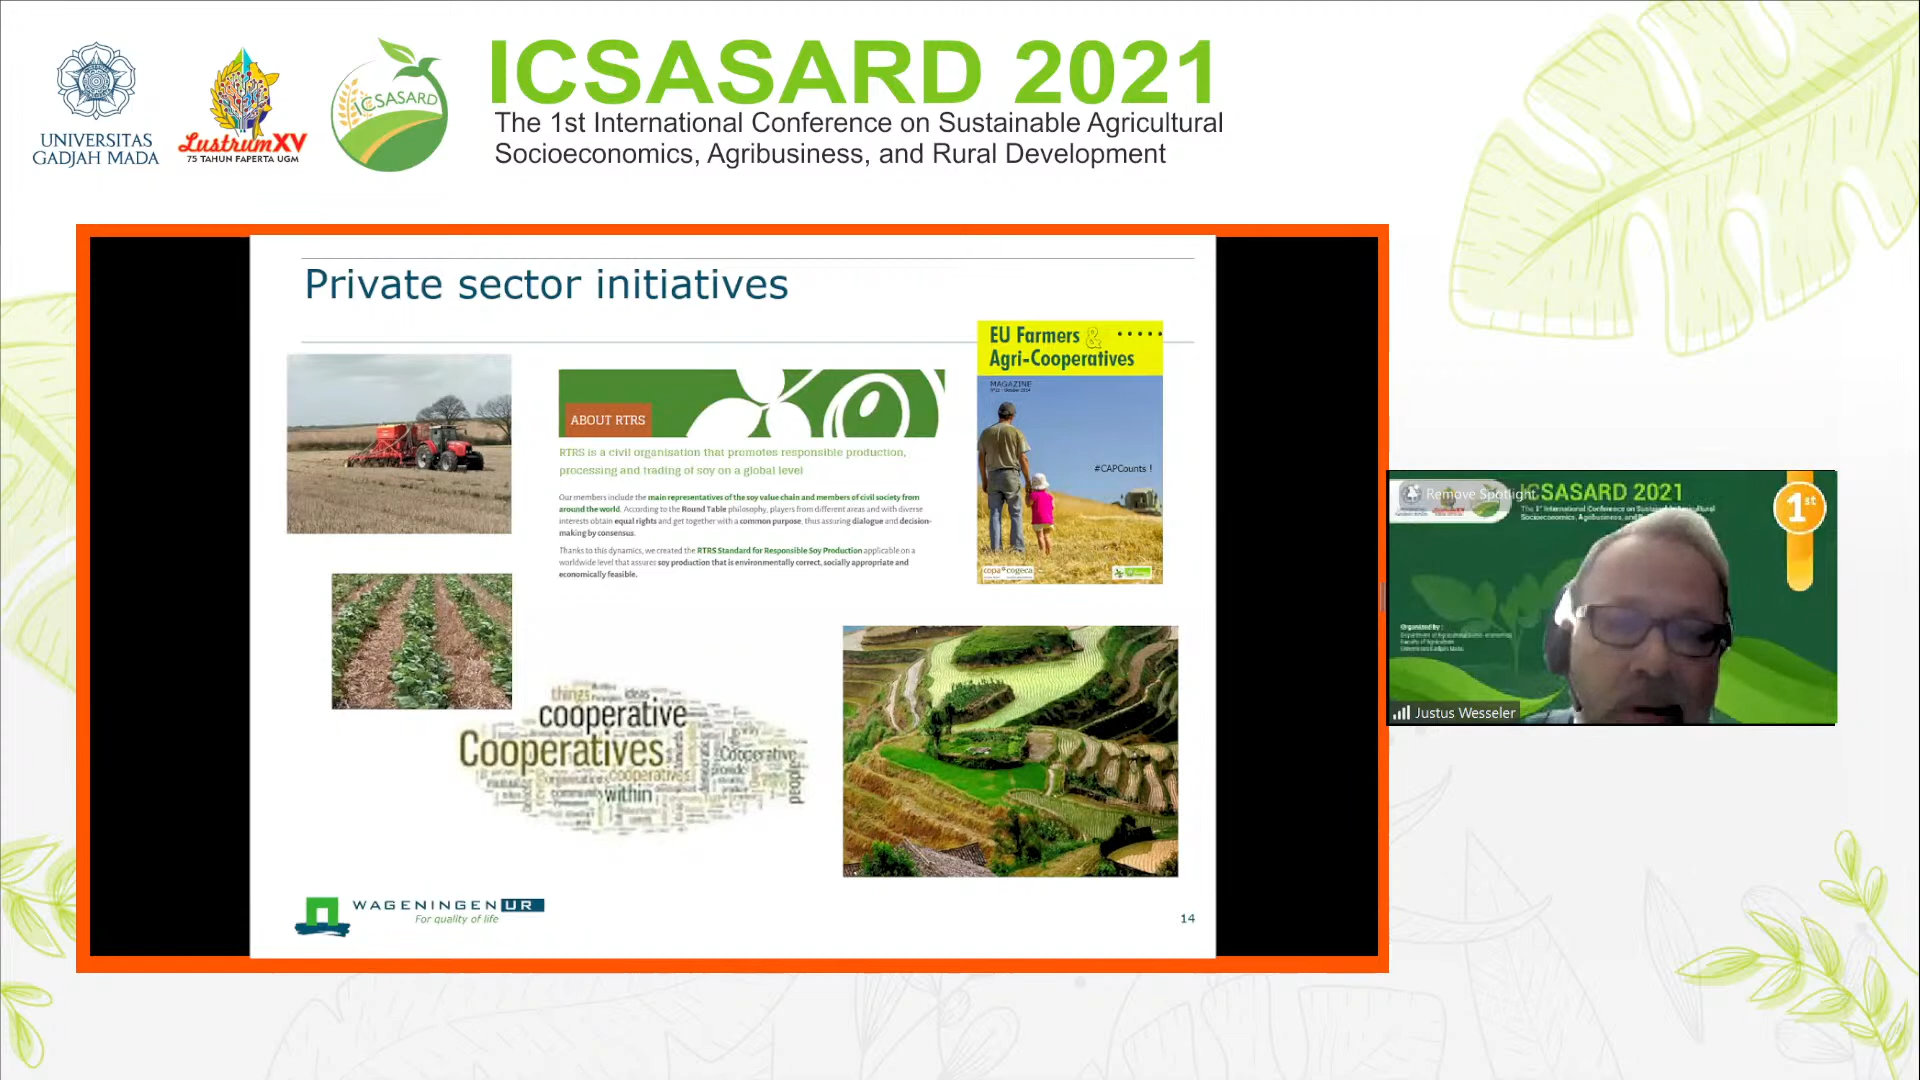 UNIVERSITAS
GADJAH MADA
LustrumXV
75 TAHUN FAPERTA UGM
ICSASARD
ICSASARD 2021
The 1st International Conference on Sustainable Agricultural
Socioeconomics, Agribusiness, and Rural Development
Private sector initiatives
ABOUT RTRS
RTRS is a civil organisation that promotes responsible production,
processing and trading of soy on a global level
Our members include the main representatives of the soy value chain and members of civil society from
around the world. According to the Round Table philosophy, players from different areas and with diverse
interests obtain equal rights and get together with a common purpose, thus assuring dialogue and decision-
making by consensus.
Thanks to this dynamics, we created the RTRS Standard for Responsible Soy Production applicable on a
worldwide level that assures soy production that is environmentally correct, socially appropriate and
economically feasible.
EU Farmers &
Agri-Cooperatives
MAGAZINE
#CAPCounts !
copa cogeca
things
ideas
cooperative
Cooperatives
Cooperative
cooperatives
provide
within
people
WAGENINGEN UR
For quality of life
14
Remove Spotlight
ICSASARD 2021
The 1st International Conference on
Socioeconomics, Agribusiness, and
1st
Organized by :
Faculty of Agriculture
Universitas Gadjah Mada
Justus Wesseler